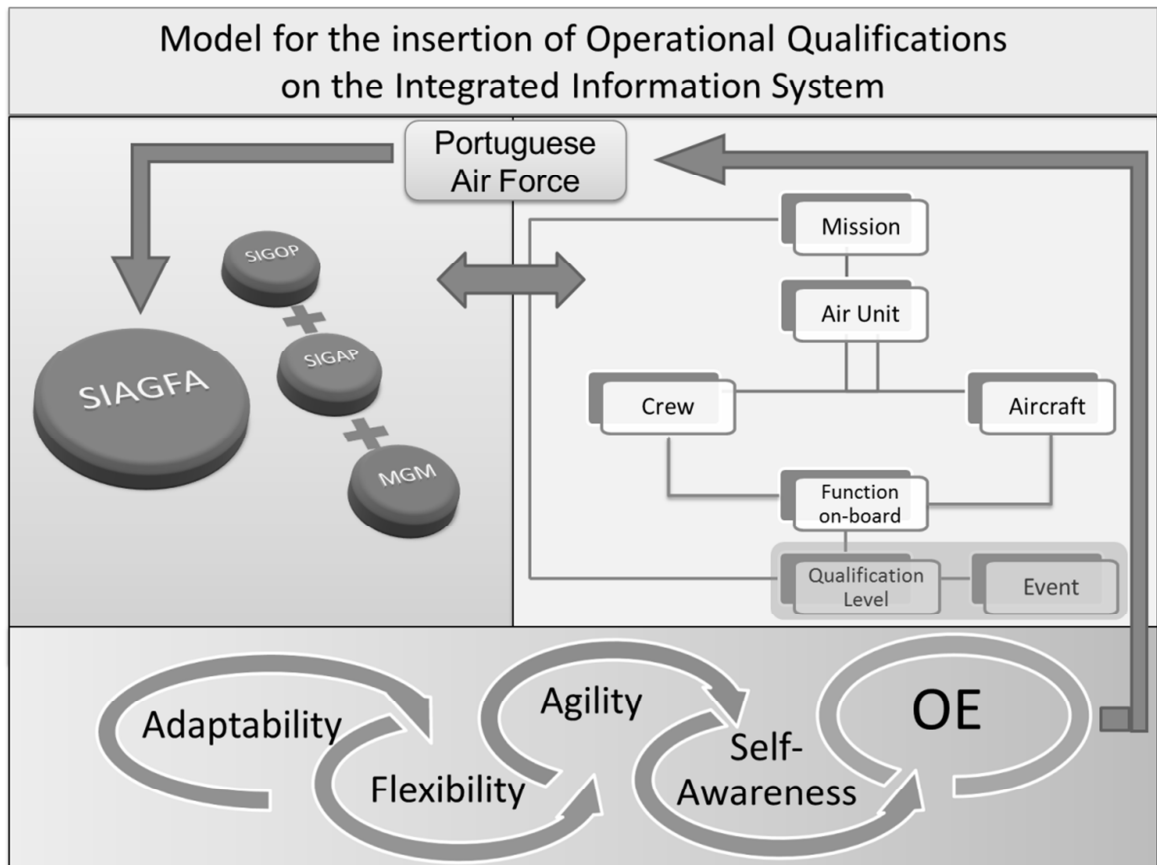 Model for the insertion of Operational Qualifications
on the Integrated Information System
Portuguese
Air Force
SIGOP
SIGAP
MGM
SIAGFA
Mission
Air Unit
Crew
Aircraft
Function
on-board
Qualification
Level
Event
Adaptability
Flexibility
Agility
Self-
Awareness
OE